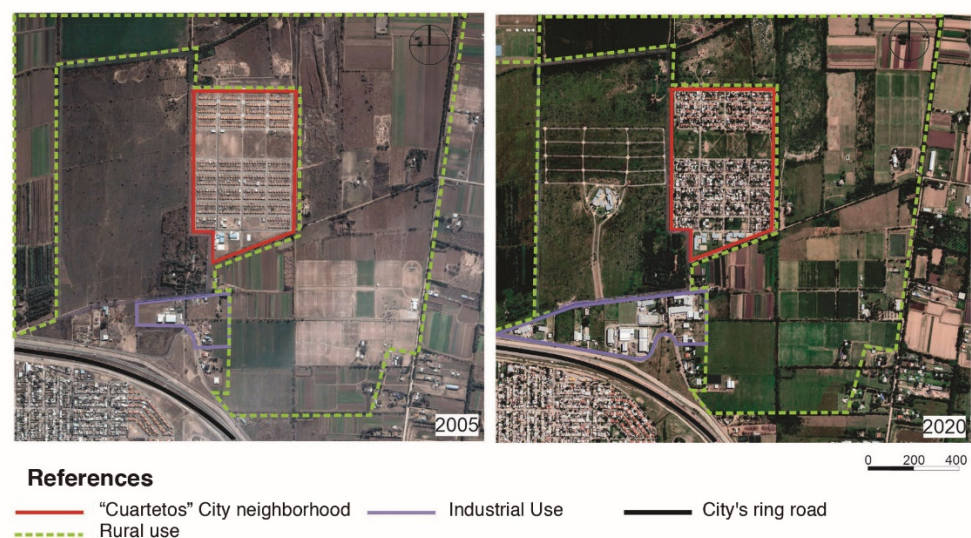 2005
2020
0 200 400
References
“Cuartetos” City neighborhood
Industrial Use
City's ring road
Rural use